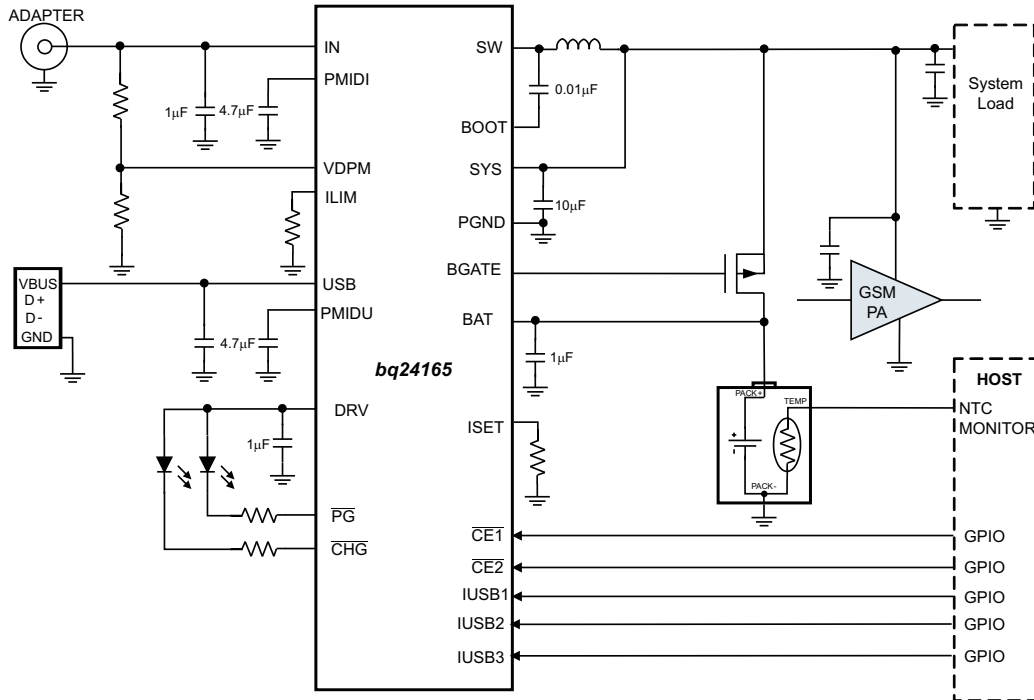 ADAPTER
IN
PMIDI
1μF
4.7μF
VDPM
ILIM
VBUS
D+
D-
GND
USB
PMIDU
4.7μF
bq24165
DRV
1μF
PG
CHG
SW
0.01μF
BOOT
SYS
10μF
PGND
BGATE
BAT
1μF
ISET
CE1
CE2
IUSB1
IUSB2
IUSB3
System
Load
GSM
PA
PACK+
TEMP
+
-
PACK-
HOST
NTC
MONITOR
GPIO
GPIO
GPIO
GPIO
GPIO